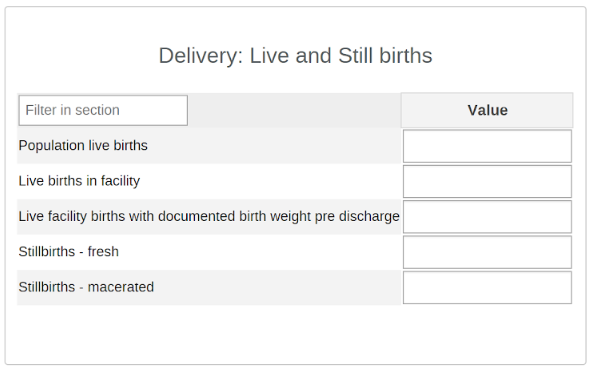 Delivery: Live and Still births
Filter in section
Value
Population live births
Live births in facility
Live facility births with documented birth weight pre discharge
Stillbirths - fresh
Stillbirths - macerated